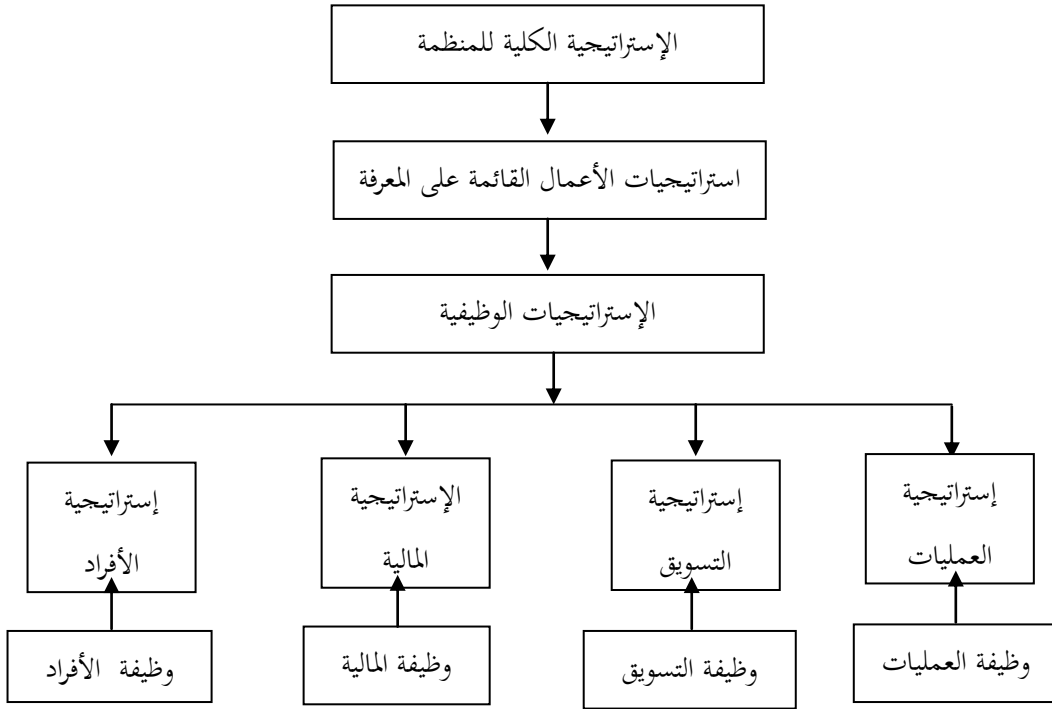 الإستراتيجية الكلية للمنظمة
استراتيجيات الأعمال القائمة على المعرفة
الإستراتيجيات الوظيفية
إستراتيجية
العمليات
إستراتيجية
التسويق
الإستراتيجية
المالية
إستراتيجية
الأفراد
وظيفة العمليات
وظيفة التسويق
وظيفة المالية
وظيفة الأفراد